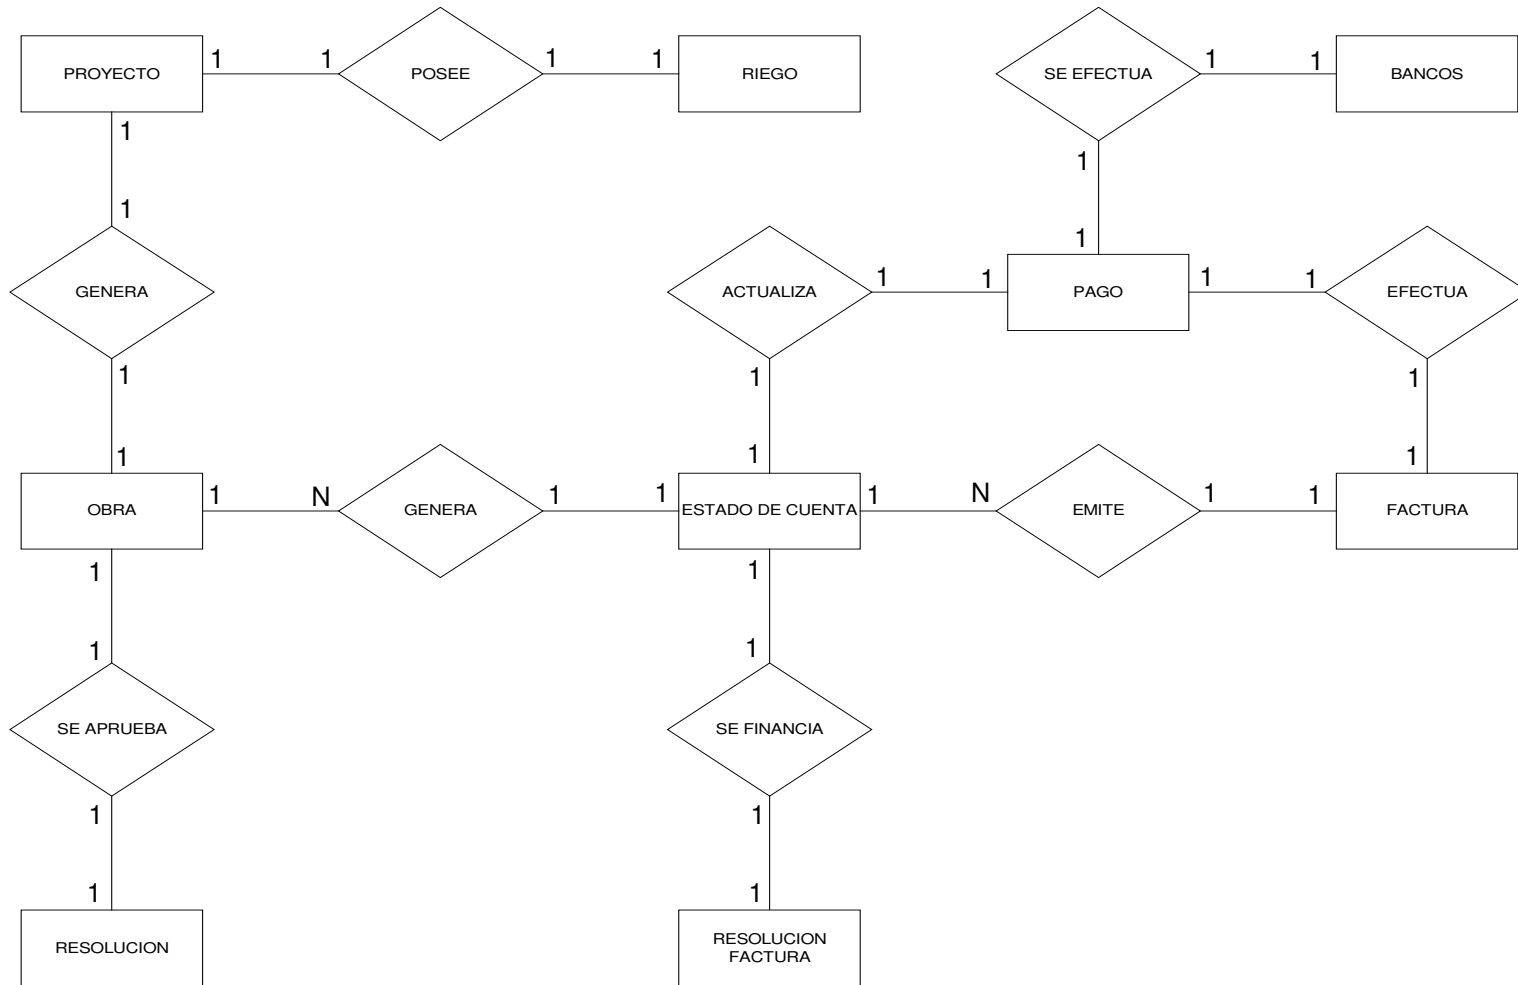 1 1 1 1 1 1
PROYECTO POSEE RIEGO SE EFECTUA BANCOS
1 1
1 1
1 1 1 1
GENERA ACTUALIZA PAGO EFECTUA
1 1 1
1 1 1
1 N 1 1 1 N 1 1
OBRA GENERA ESTADO DE CUENTA EMITE FACTURA
1 1
1 1
SE APRUEBA SE FINANCIA
1 1
1 1
RESOLUCION RESOLUCION
FACTURA